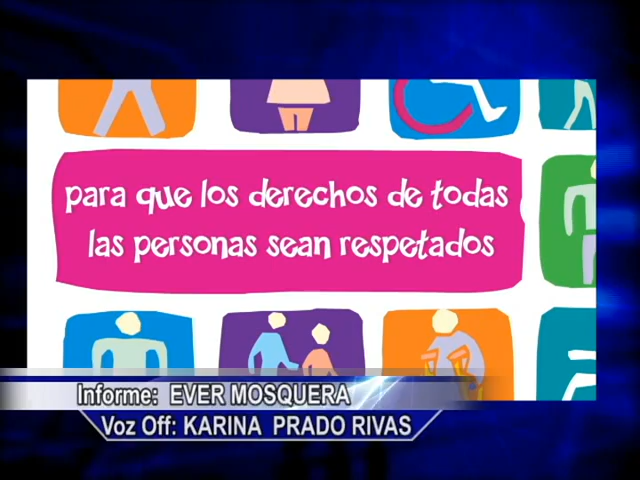 para que los derechos de todas
las personas sean respetados
Informe: EVER MOSQUERA
Voz Off: KARINA PRADO RIVAS